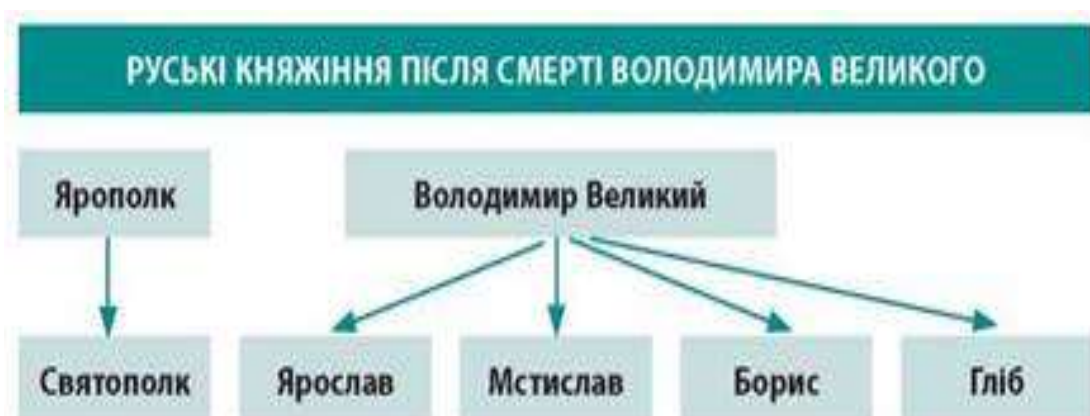 РУСЬКІ КНЯЖІННЯ ПІСЛЯ СМЕРТІ ВОЛОДИМИРА ВЕЛИКОГО
Ярополк
Володимир Великий
Святополк
Ярослав
Мстислав
Борис
Гліб